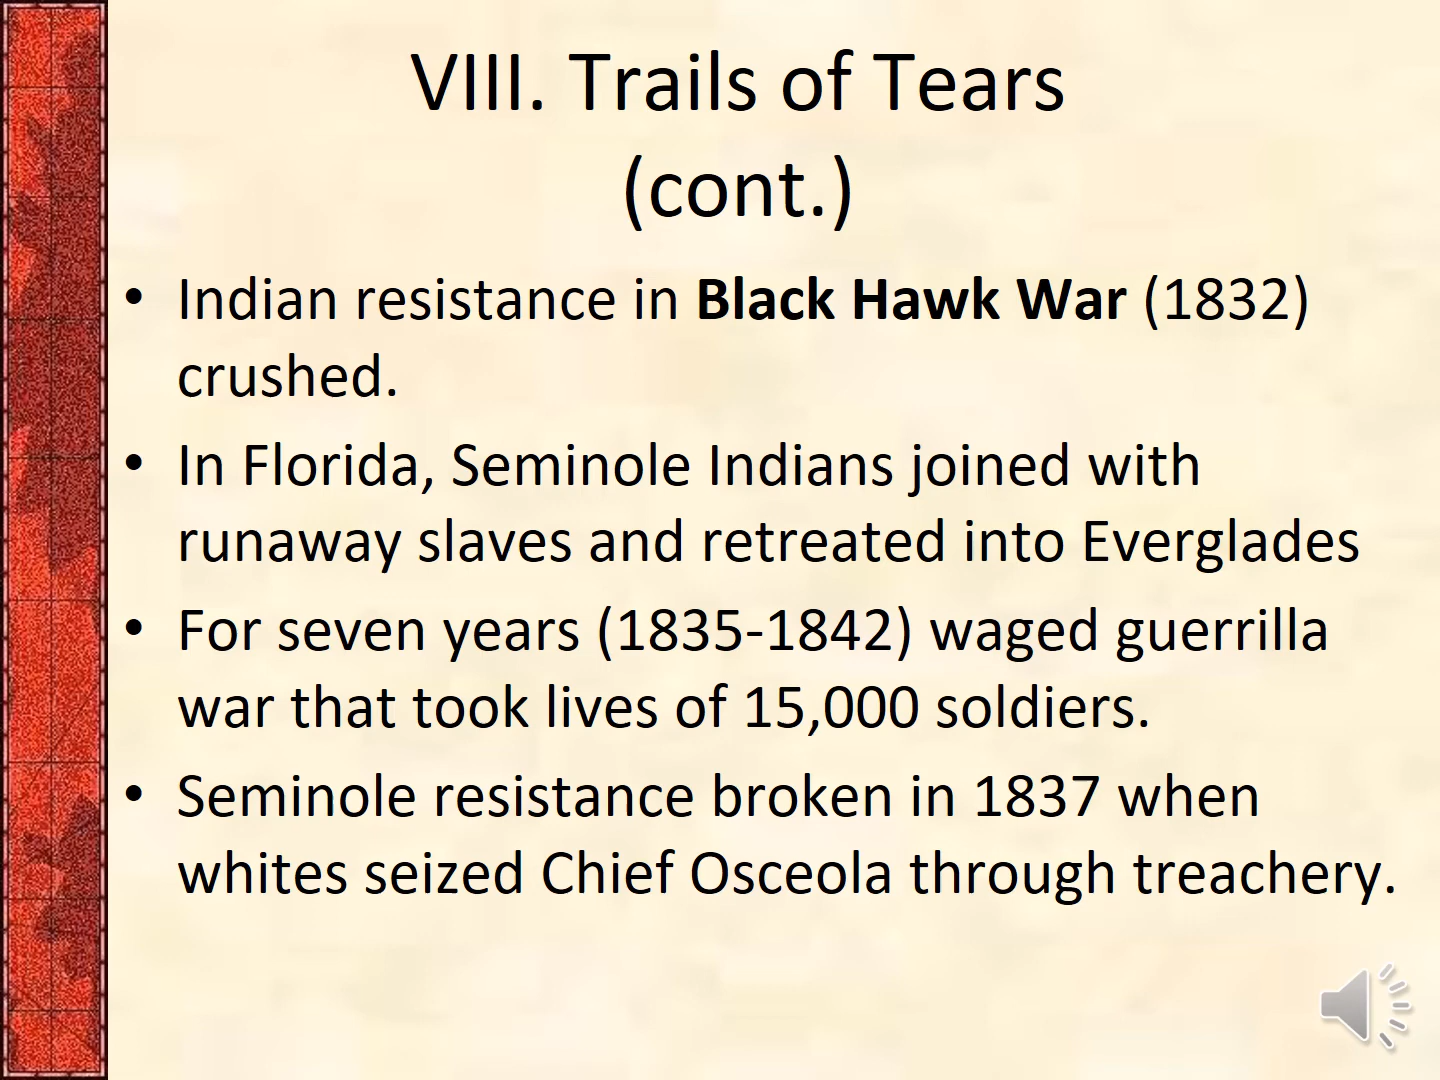 VIII. Trails of Tears
(cont.)
• Indian resistance in Black Hawk War (1832)
crushed.
• In Florida, Seminole Indians joined with
runaway slaves and retreated into Everglades
• For seven years (1835-1842) waged guerrilla
war that took lives of 15,000 soldiers.
• Seminole resistance broken in 1837 when
whites seized Chief Osceola through treachery.